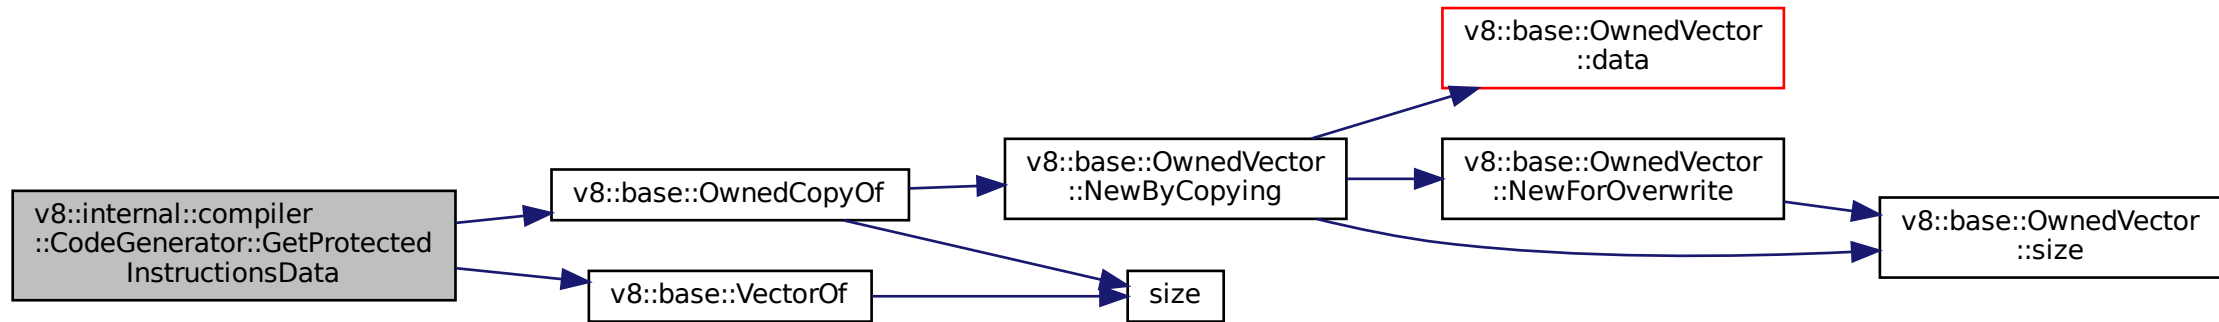 v8::internal::compiler
::CodeGenerator::GetProtected
InstructionsData
v8::base::OwnedCopyOf
v8::base::VectorOf
v8::base::OwnedVector
::NewByCopying
size
v8::base::OwnedVector
::data
v8::base::OwnedVector
::NewForOverwrite
v8::base::OwnedVector
::size